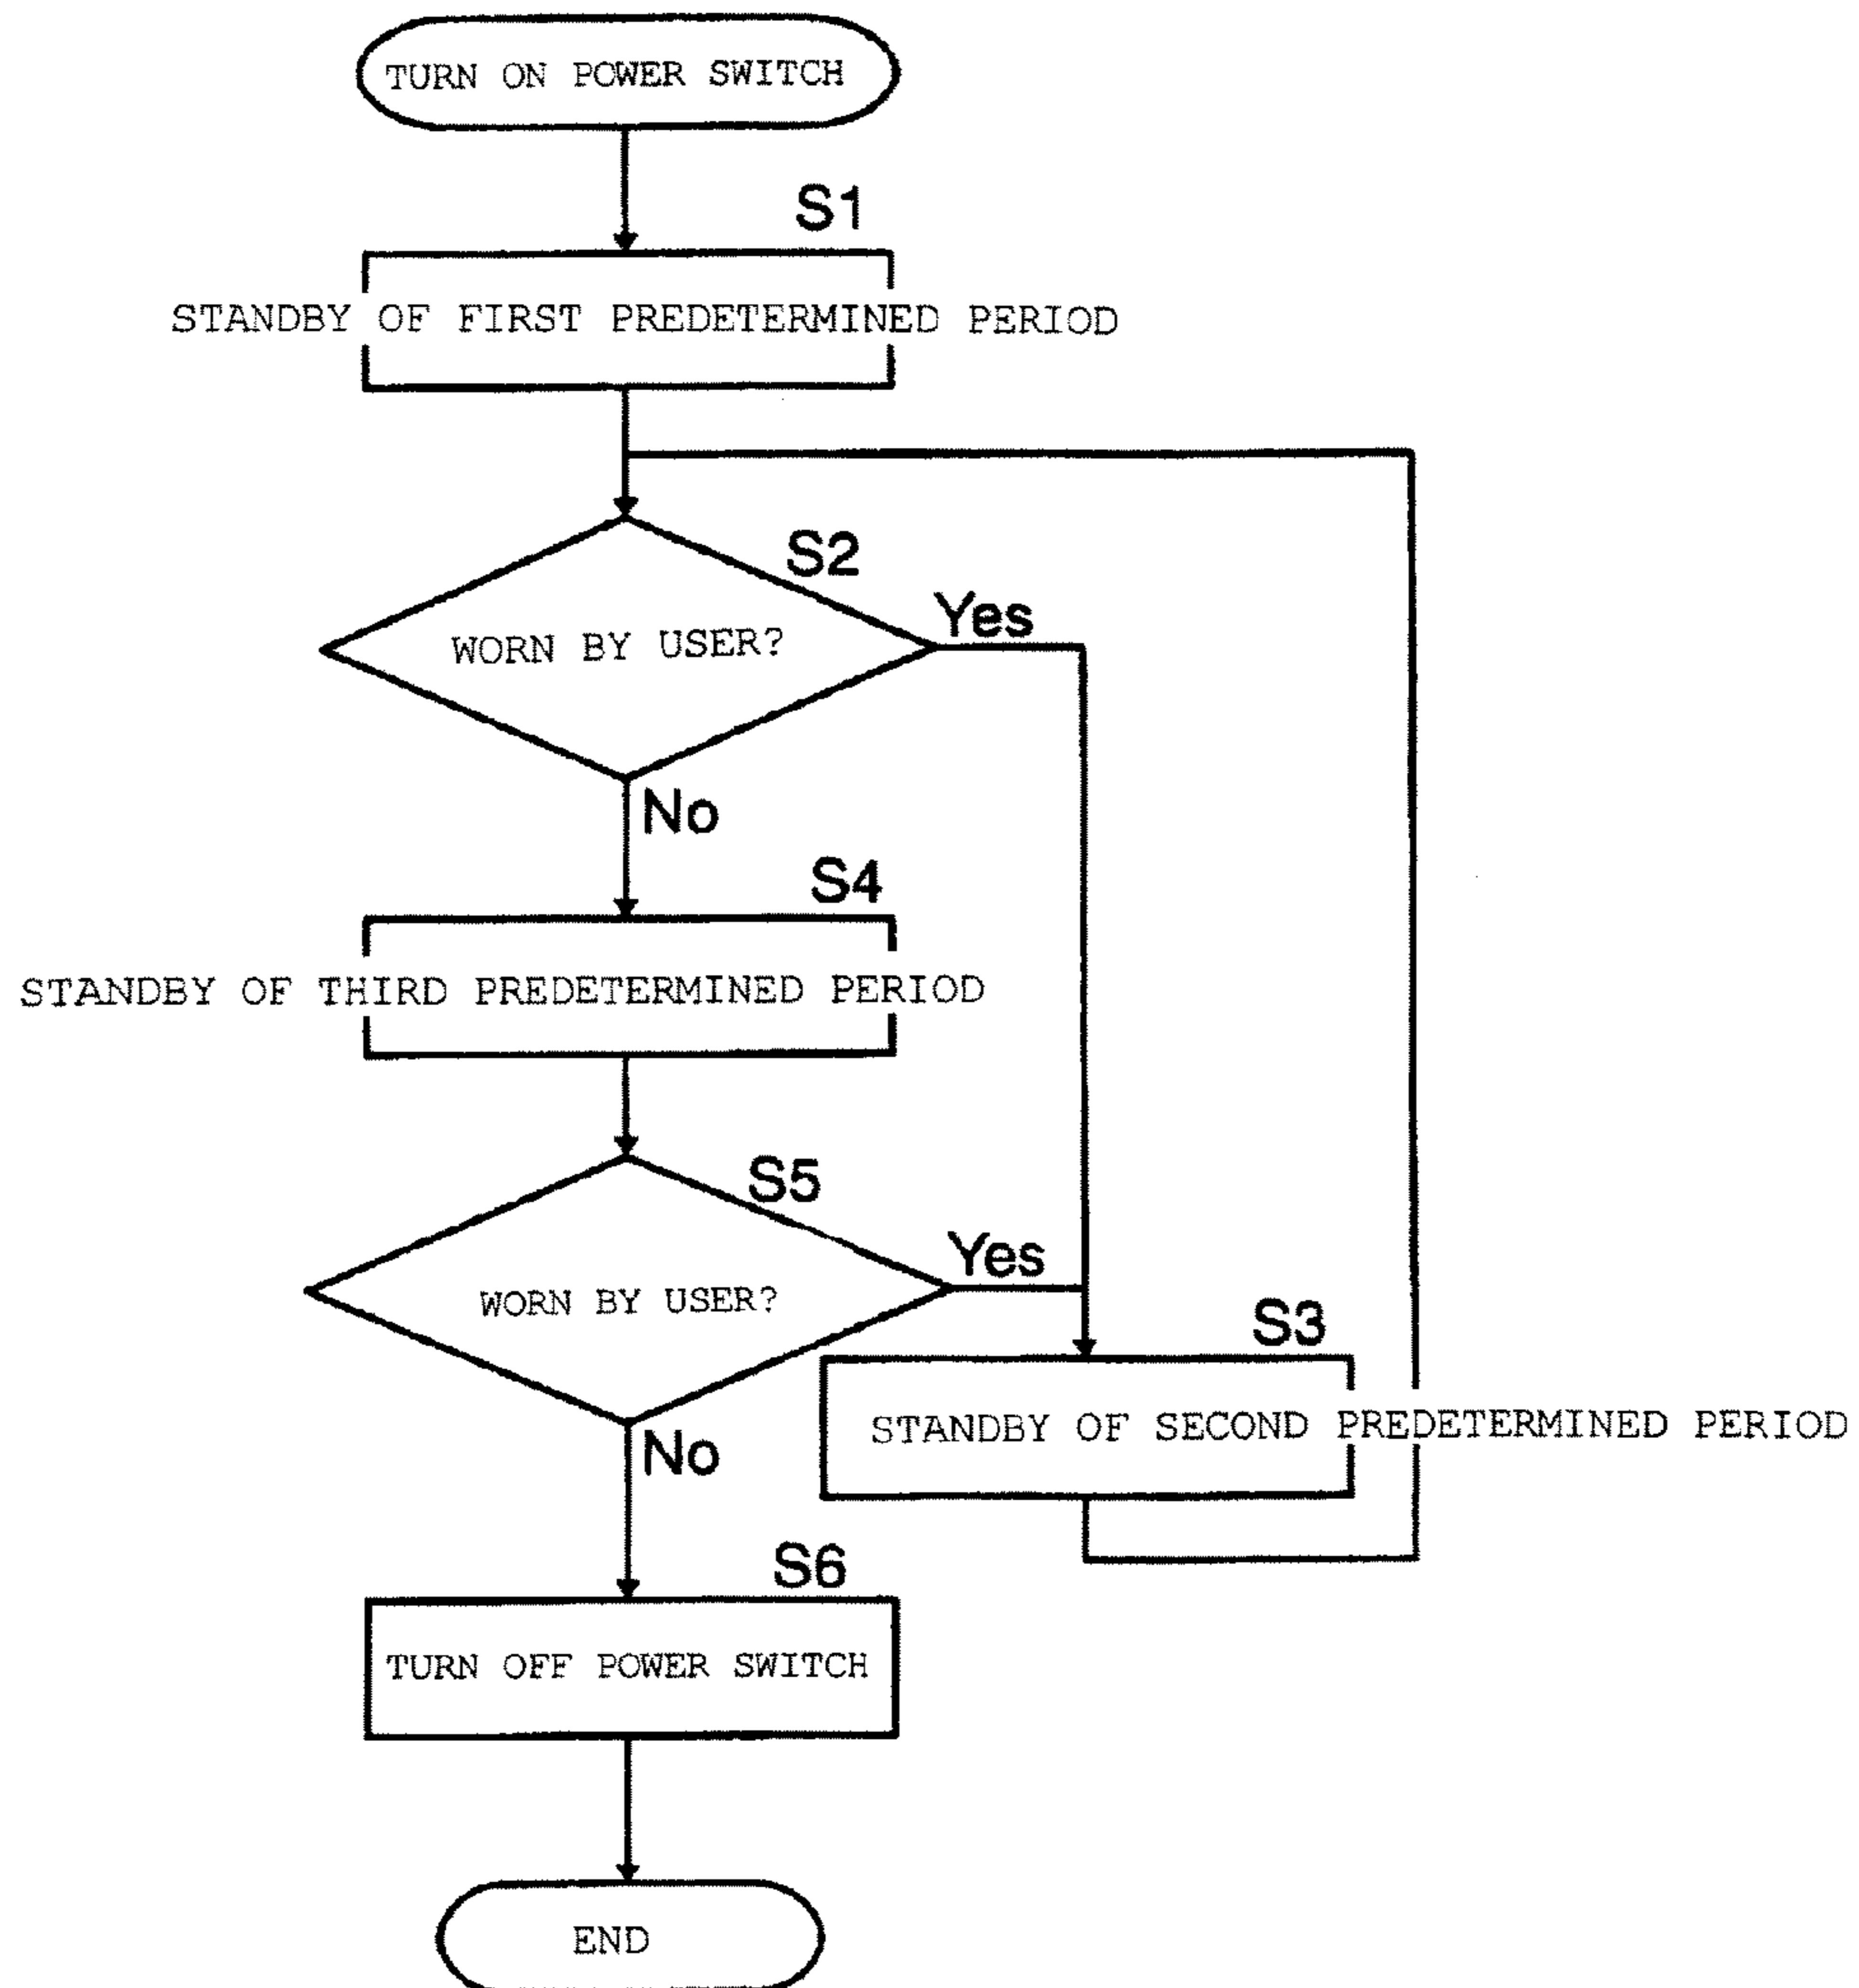 TURN ON POWER SWITCH
S1
STANDBY OF FIRST PREDETERMINED PERIOD
S2
WORN BY USER?
Yes
No
S4
STANDBY OF THIRD PREDETERMINED PERIOD
S5
WORN BY USER?
Yes
No
S3
STANDBY OF SECOND PREDETERMINED PERIOD
S6
TURN OFF POWER SWITCH
END